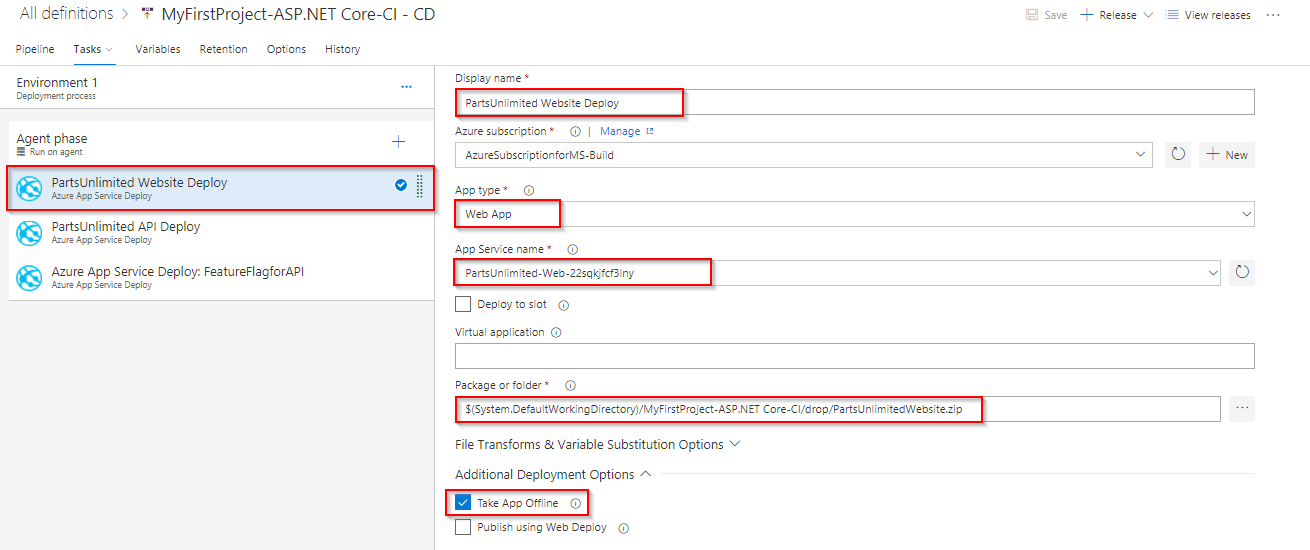 All definitions > MyFirstProject-ASP.NET Core-CI - CD
Save + Release View releases ...
Pipeline Tasks Variables Retention Options History
Environment 1
Deployment process
...
Agent phase
Run on agent
PartsUnlimited Website Deploy
Azure App Service Deploy
PartsUnlimited API Deploy
Azure App Service Deploy
Azure App Service Deploy: FeatureFlagforAPI
Azure App Service Deploy
Display name *
PartsUnlimited Website Deploy
Azure subscription * | Manage
AzureSubscriptionforMS-Build
+ New
App type *
Web App
App Service name *
PartsUnlimited-Web-22sqkjfcf3lny
Deploy to slot
Virtual application
Package or folder *
$(System.DefaultWorkingDirectory)/MyFirstProject-ASP.NET Core-CI/drop/PartsUnlimitedWebsite.zip
...
File Transforms & Variable Substitution Options
Additional Deployment Options
Take App Offline
Publish using Web Deploy